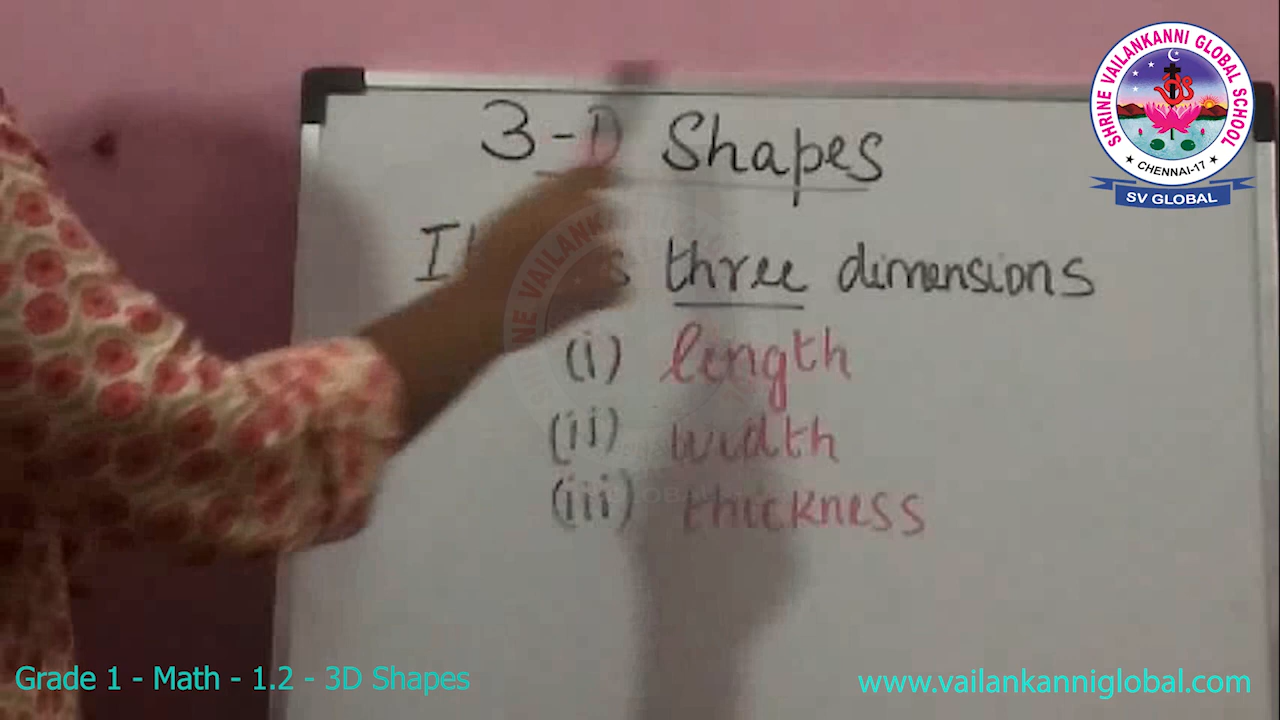 3-D Shapes
three dimensions
(i) length
(ii) width
(iii) thickness
SHRINE VAILANKANNI GLOBAL SCHOOL
CHENNAI-17
SV GLOBAL
Grade 1 - Math - 1.2 - 3D Shapes
www.vailankanniglobal.com